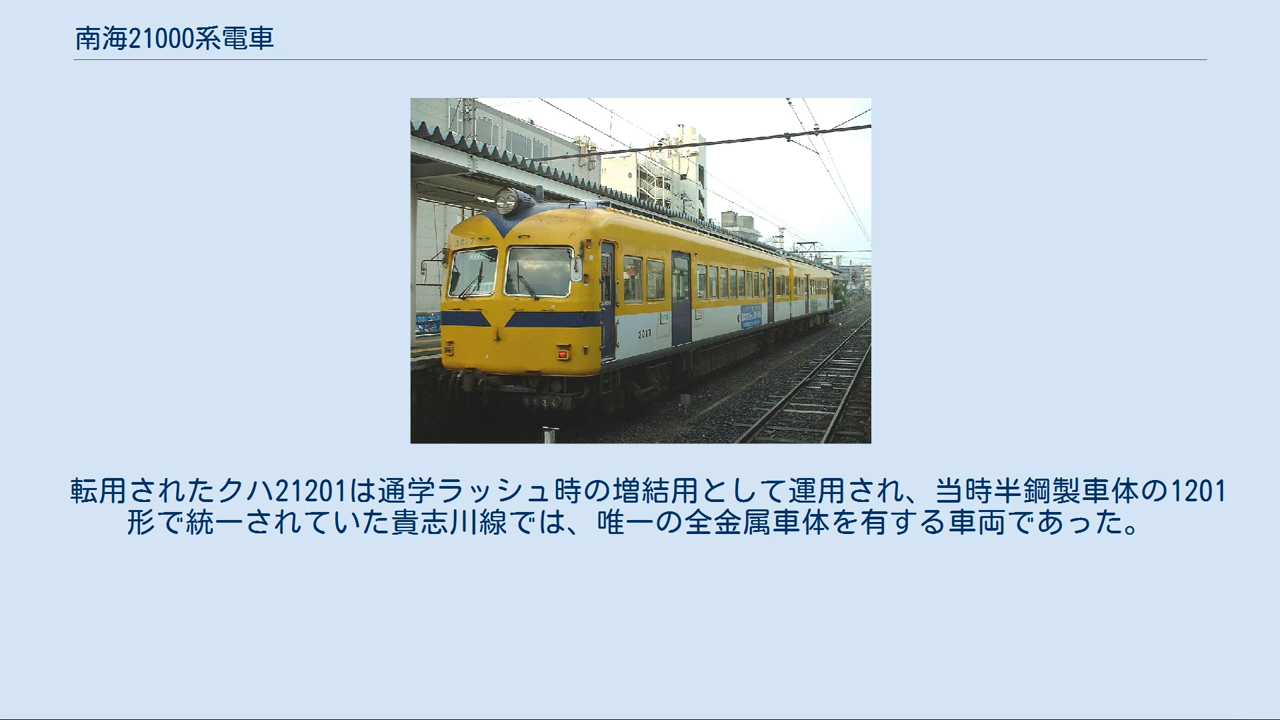 南海21000系電車
3017
3017
転用されたクハ21201は通学ラッシュ時の増結用として運用され、当時半鋼製車体の1201
形で統一されていた貴志川線では、唯一の全金属車体を有する車両であった。